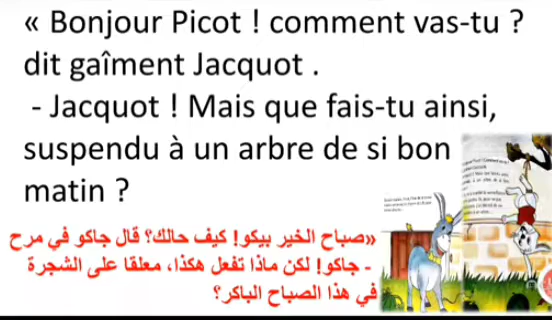 « Bonjour Picot ! comment vas-tu ?
dit gaîment Jacquot .
- Jacquot ! Mais que fais-tu ainsi,
suspendu à un arbre de si bon
matin ?
«صباح الخير بيكو! كيف حالك؟ قال جاكو في مرح
- جاكو! لكن ماذا تفعل هكذا، معلقا على الشجرة
في هذا الصباح الباكر؟